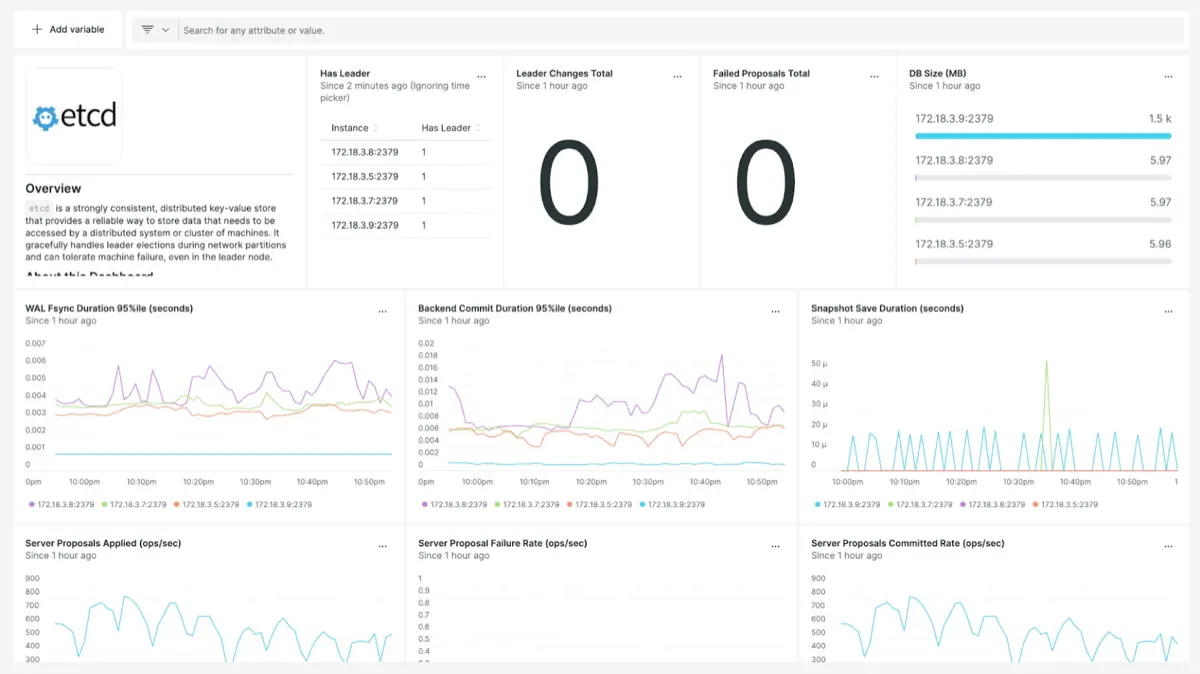 + Add variable
Search for any attribute or value.
etcd
Overview
etcd is a strongly consistent, distributed key-value store
that provides a reliable way to store data that needs to be
accessed by a distributed system or cluster of machines. It
gracefully handles leader elections during network partitions
and can tolerate machine failure, even in the leader node.
About this Dashboard
Has Leader
Since 2 minutes ago (Ignoring time
picker)
Instance Has Leader
172.18.3.8:2379 1
172.18.3.5:2379 1
172.18.3.7:2379 1
172.18.3.9:2379 1
Leader Changes Total
Since 1 hour ago
0
Failed Proposals Total
Since 1 hour ago
0
DB Size (MB)
Since 1 hour ago
172.18.3.9:2379 1.5 k
172.18.3.8:2379 5.97
172.18.3.7:2379 5.97
172.18.3.5:2379 5.96
WAL Fsync Duration 95%ile (seconds)
Since 1 hour ago
0.007
0.006
0.005
0.004
0.003
0.002
0.001
0
0pm 10:00pm 10:10pm 10:20pm 10:30pm 10:40pm 10:50pm
172.18.3.8:2379 172.18.3.7:2379 172.18.3.5:2379 172.18.3.9:2379
Backend Commit Duration 95%ile (seconds)
Since 1 hour ago
0.02
0.018
0.016
0.014
0.012
0.01
0.008
0.006
0.004
0.002
0
0pm 10:00pm 10:10pm 10:20pm 10:30pm 10:40pm 10:50pm
172.18.3.8:2379 172.18.3.7:2379 172.18.3.5:2379 172.18.3.9:2379
Snapshot Save Duration (seconds)
Since 1 hour ago
50 µ
40 µ
30 µ
20 µ
10 µ
0
10:00pm 10:10pm 10:20pm 10:30pm 10:40pm 10:50pm 1
172.18.3.9:2379 172.18.3.7:2379 172.18.3.8:2379 172.18.3.5:2379
Server Proposals Applied (ops/sec)
Since 1 hour ago
900
800
700
600
500
400
300
Server Proposal Failure Rate (ops/sec)
Since 1 hour ago
1
0.9
0.8
0.7
0.6
0.5
0.4
Server Proposals Committed Rate (ops/sec)
Since 1 hour ago
900
800
700
600
500
400
300